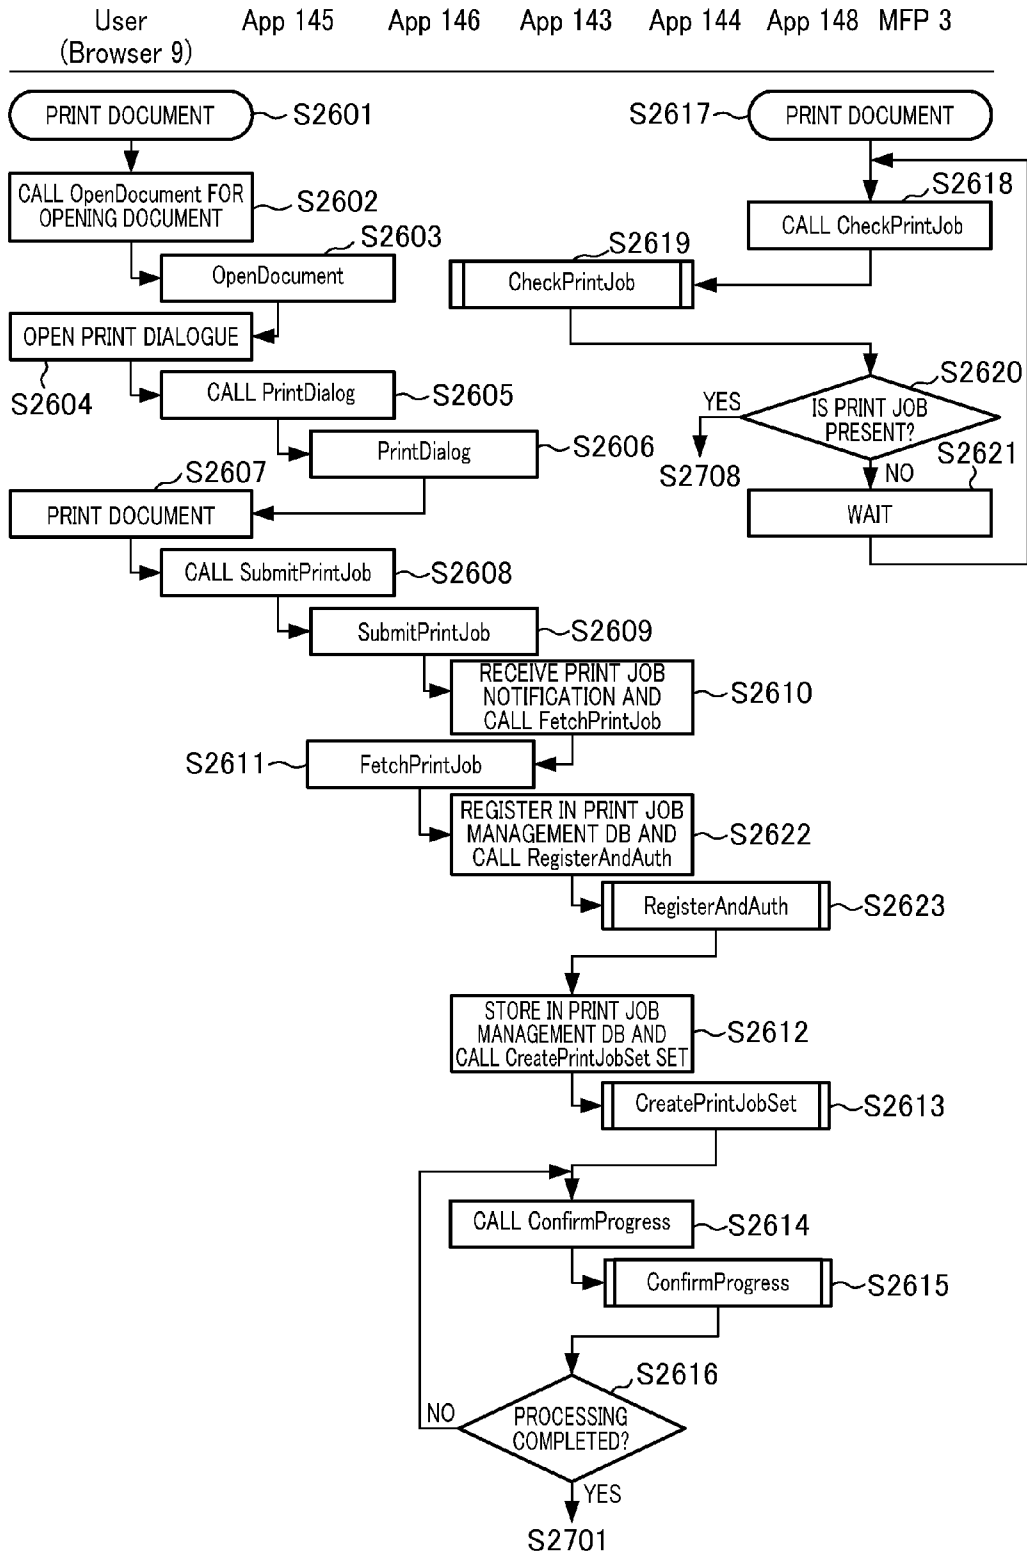 User App 145 App 146 App 143 App 144 App 148 MFP 3
(Browser 9)
PRINT DOCUMENT S2601
S2617 PRINT DOCUMENT
CALL OpenDocument FOR
OPENING DOCUMENT
S2602
S2618
CALL CheckPrintJob
S2603
OpenDocument
S2619
CheckPrintJob
OPEN PRINT DIALOGUE
S2604
S2620
IS PRINT JOB
PRESENT?
YES
S2708
NO
CALL PrintDialog S2605
PrintDialog S2606
S2621
WAIT
S2607
PRINT DOCUMENT
CALL SubmitPrintJob S2608
SubmitPrintJob S2609
RECEIVE PRINT JOB
NOTIFICATION AND
CALL FetchPrintJob
S2610
S2611 FetchPrintJob
REGISTER IN PRINT JOB
MANAGEMENT DB AND
CALL RegisterAndAuth
S2622
RegisterAndAuth S2623
STORE IN PRINT JOB
MANAGEMENT DB AND
CALL CreatePrintJobSet SET
S2612
CreatePrintJobSet S2613
CALL ConfirmProgress S2614
ConfirmProgress S2615
S2616
NO
PROCESSING
COMPLETED?
YES
S2701